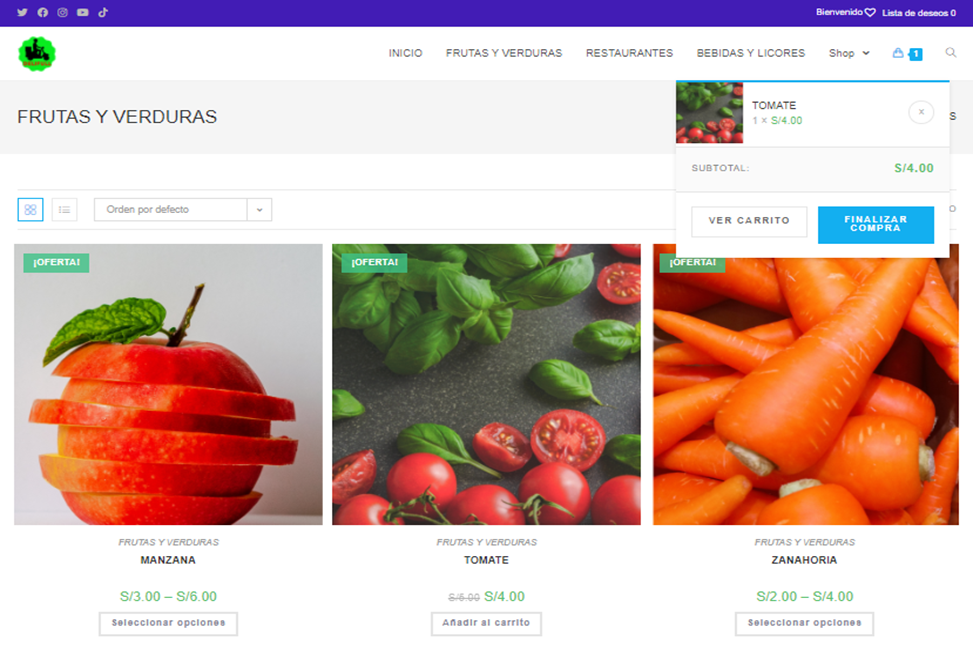 Bienvenido Lista de deseos 0
INICIO FRUTAS Y VERDURAS RESTAURANTES BEBIDAS Y LICORES Shop 1
FRUTAS Y VERDURAS
TOMATE
1 × S/4.00
×
SUBTOTAL: S/4.00
VER CARRITO
FINALIZAR
COMPRA
Orden por defecto
¡OFERTA! ¡OFERTA! ¡OFERTA!
FRUTAS Y VERDURAS FRUTAS Y VERDURAS FRUTAS Y VERDURAS
MANZANA TOMATE ZANAHORIA
S/3.00 – S/6.00 S/5.00 S/4.00 S/2.00 – S/4.00
Seleccionar opciones Añadir al carrito Seleccionar opciones